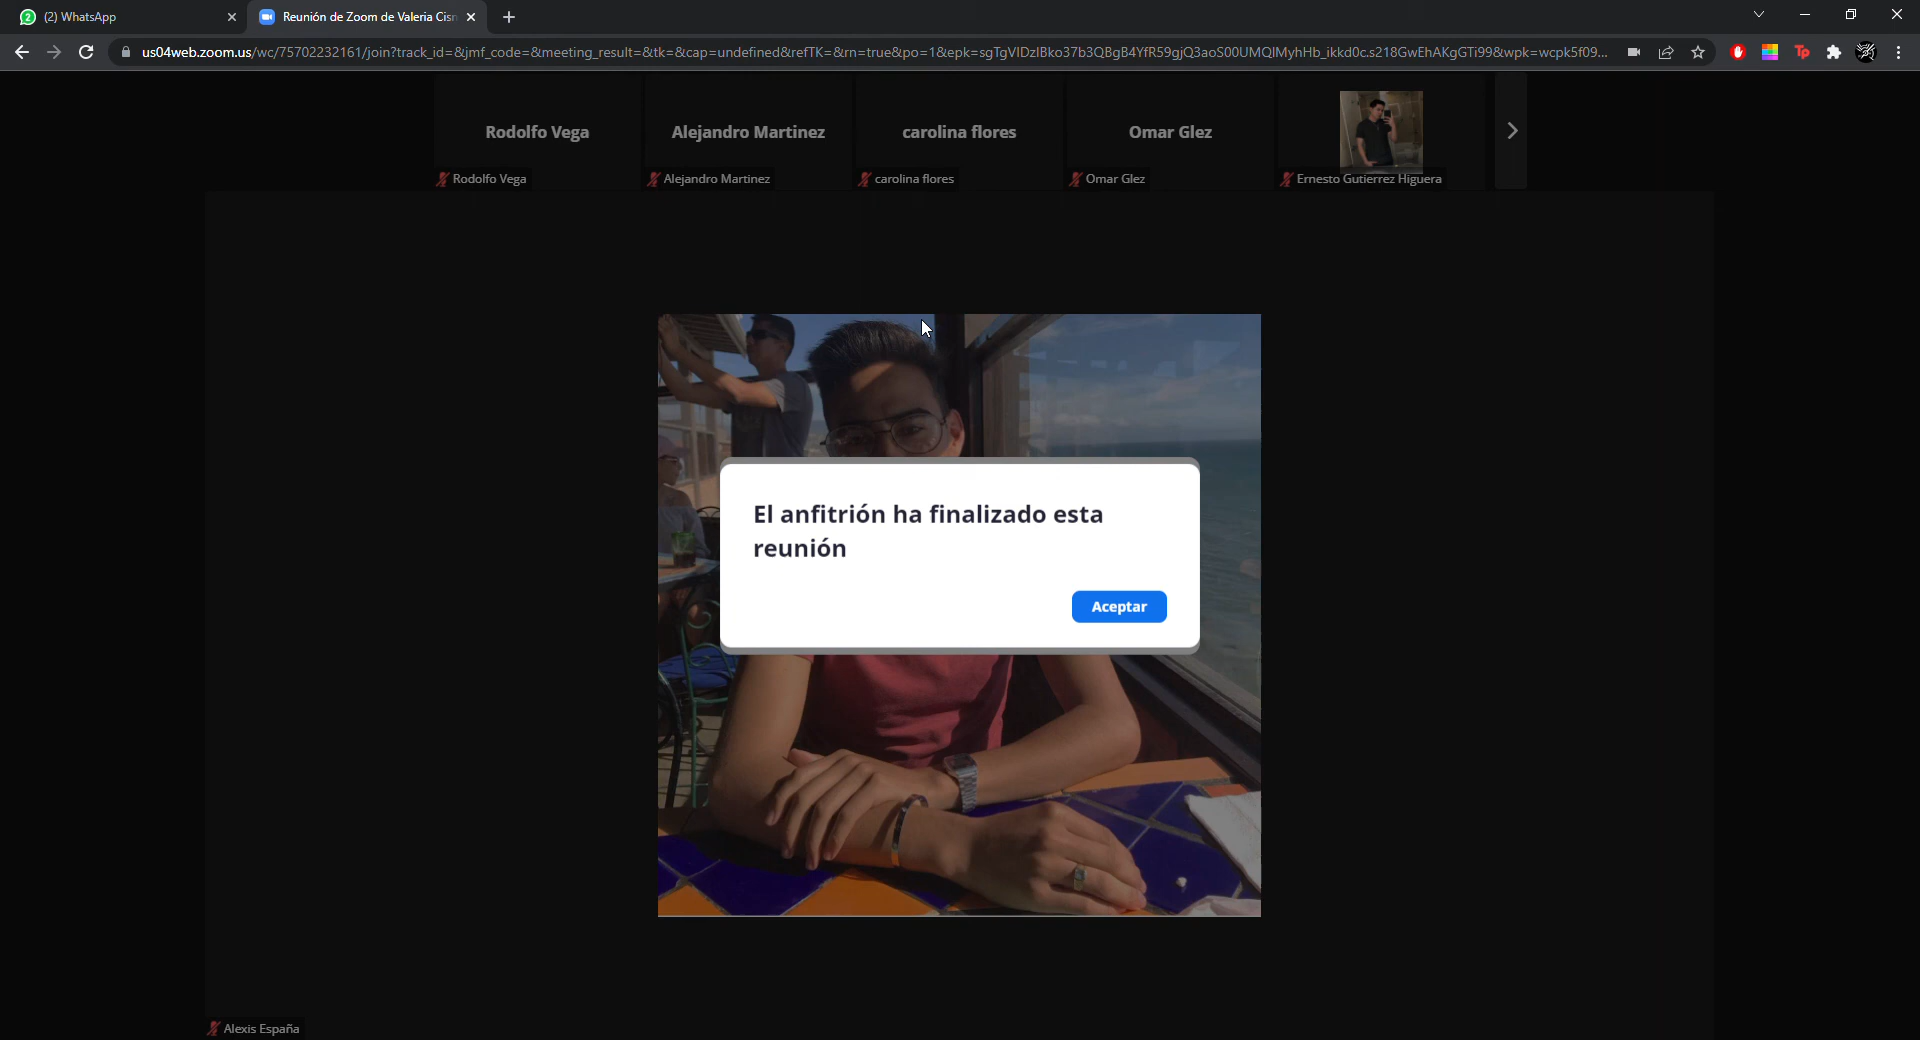 (2) WhatsApp
Reunión de Zoom de Valeria Cisn
us04web.zoom.us/wc/75702232161/join?track_id=&jmf_code=&meeting_result=&tk=&cap=undefined&refTK=&rn=true&po=1&epk=sgTgVIDzIBko37b3QBgB4YfR59gjQ3aoS00UMQIMyhHb_ikkd0c.s218GwEhAKgGTi99&wpk=wcpk5f09...
Rodolfo Vega
Alejandro Martinez
carolina flores
Omar Glez
Rodolfo Vega
Alejandro Martinez
carolina flores
Omar Glez
Ernesto Gutierrez Higuera
El anfitrión ha finalizado esta
reunión
Aceptar
Alexis España